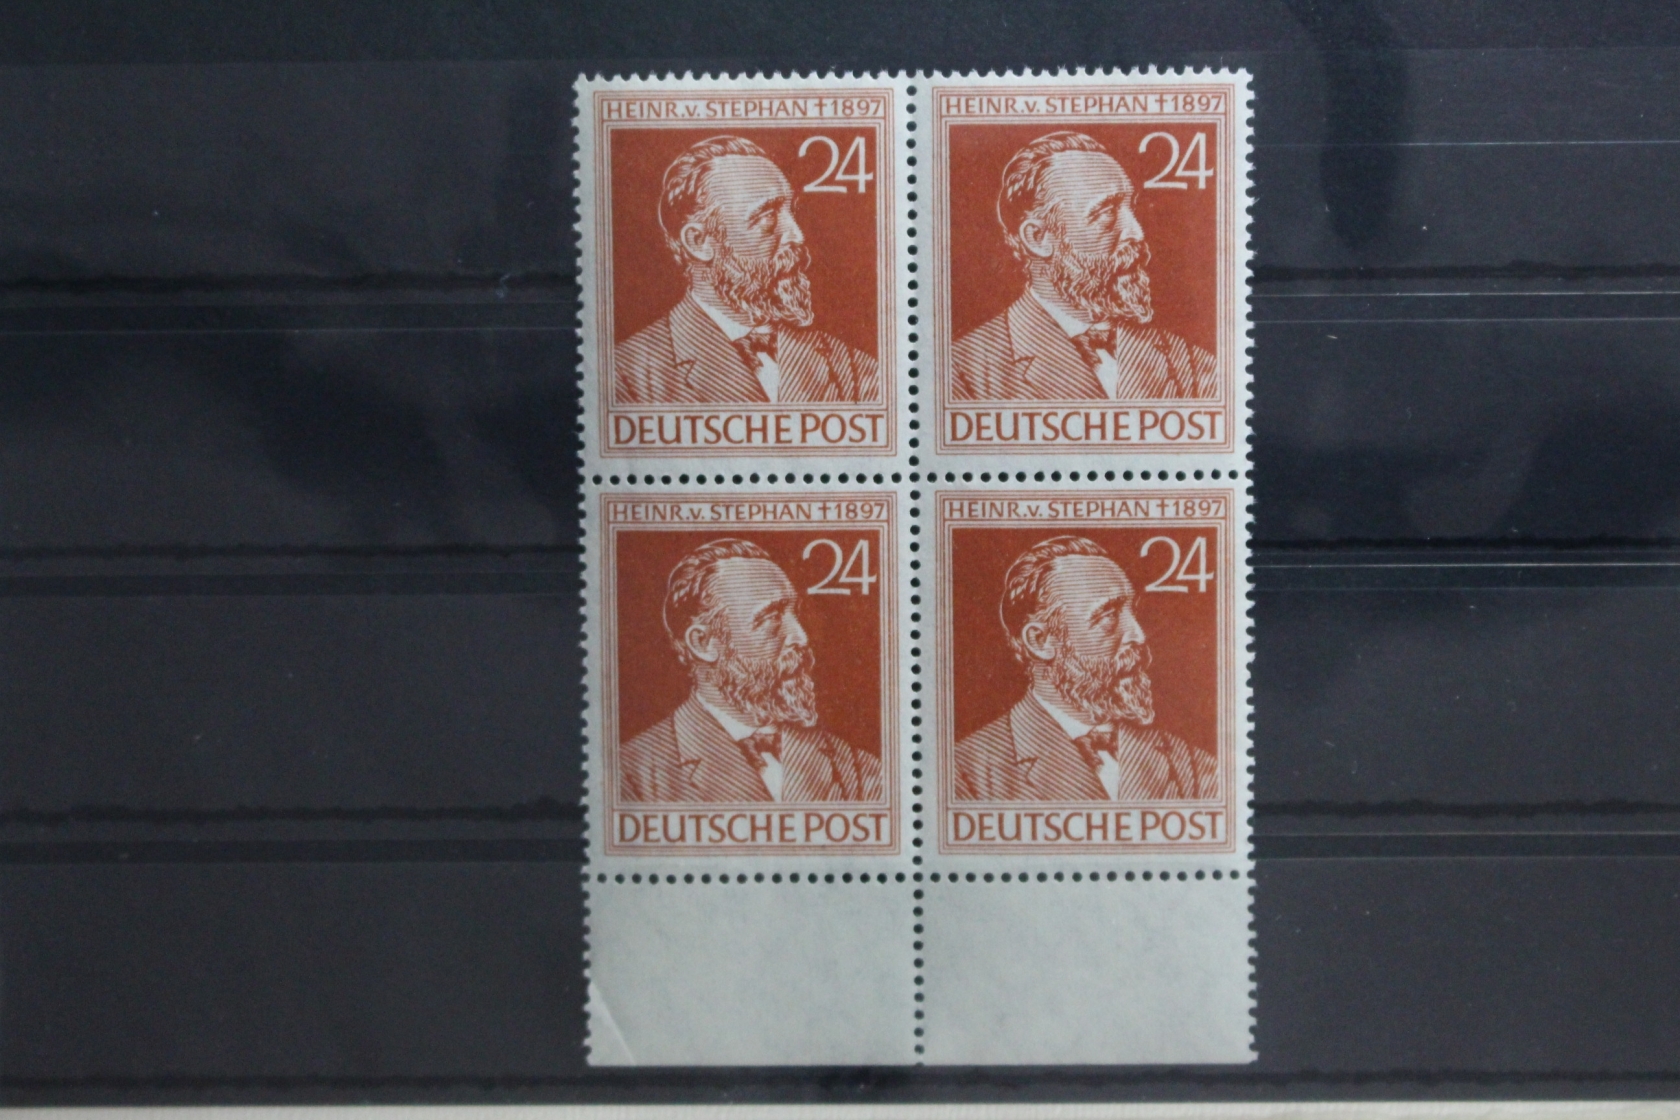 HEINR.v. STEPHAN †1897
24
DEUTSCHE POST
HEINR.v. STEPHAN †1897
24
DEUTSCHE POST
HEINR.v. STEPHAN †1897
24
DEUTSCHE POST
HEINR.v. STEPHAN †1897
24
DEUTSCHE POST